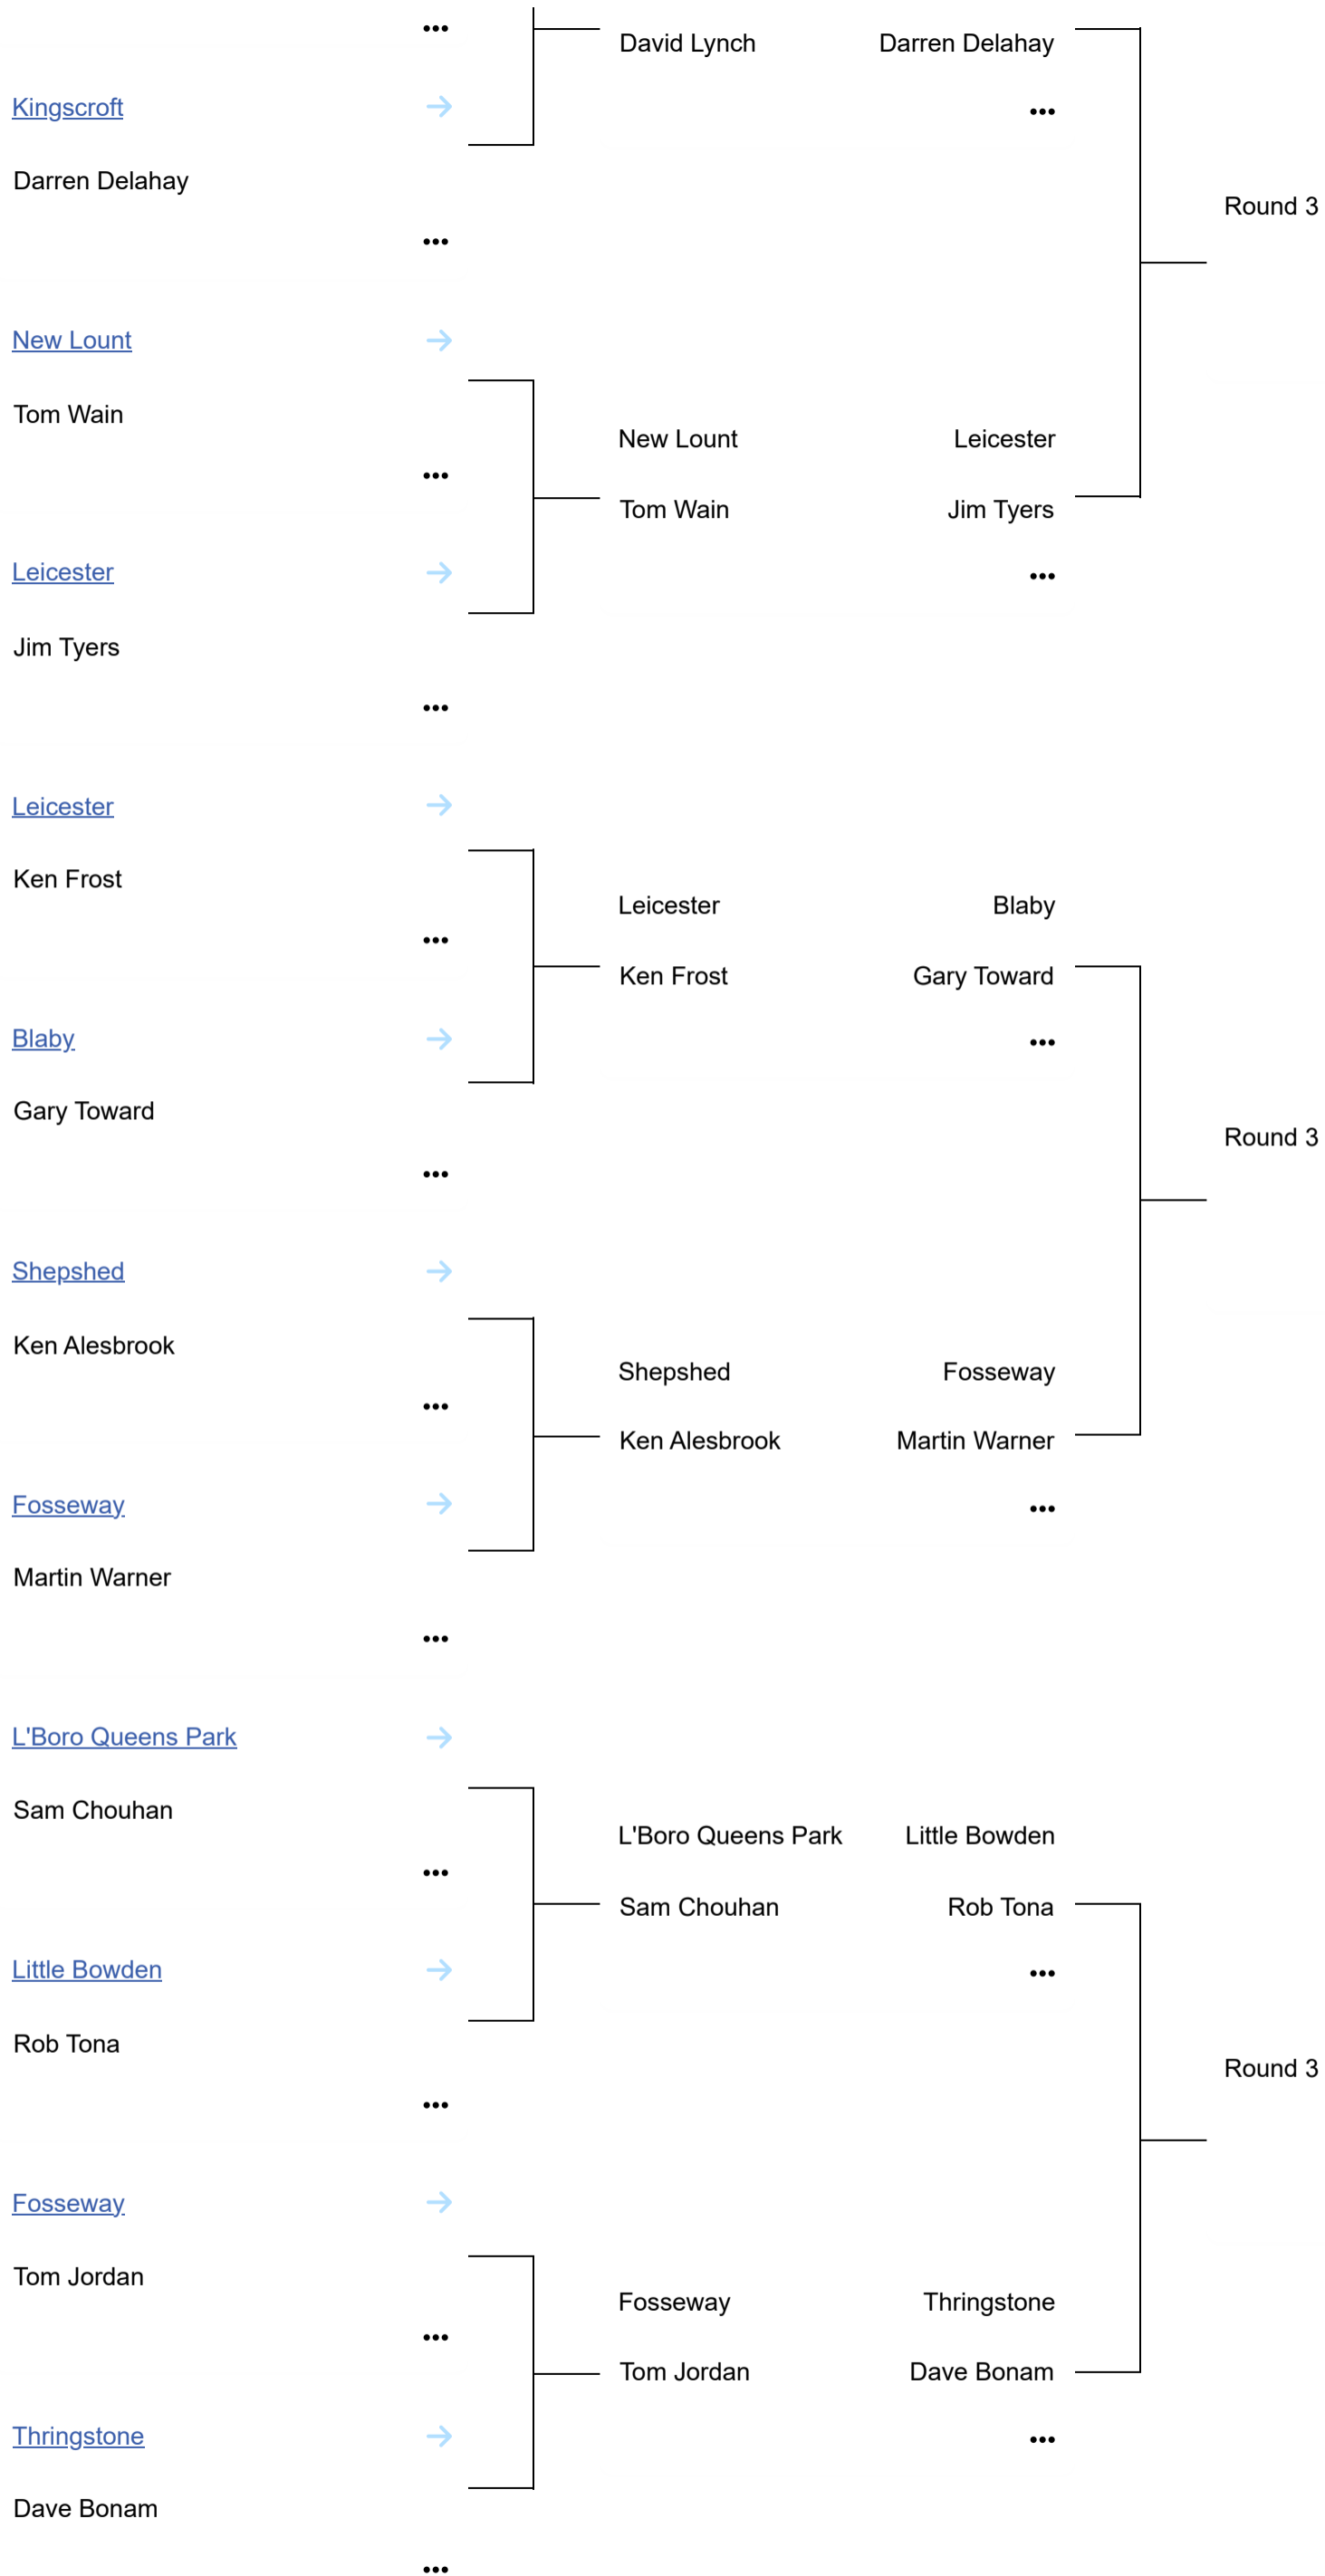 •••
David Lynch Darren Delahay
Kingscroft →
•••
Darren Delahay
Round 3
•••
New Lount →
Tom Wain
New Lount Leicester
•••
Tom Wain Jim Tyers
Leicester →
•••
Jim Tyers
•••
Leicester →
Ken Frost
Leicester Blaby
•••
Ken Frost Gary Toward
Blaby →
•••
Gary Toward
Round 3
•••
Shepshed →
Ken Alesbrook
Shepshed Fosseway
•••
Ken Alesbrook Martin Warner
Fosseway →
•••
Martin Warner
•••
L'Boro Queens Park →
Sam Chouhan
L'Boro Queens Park Little Bowden
•••
Sam Chouhan Rob Tona
Little Bowden →
•••
Rob Tona
Round 3
•••
Fosseway →
Tom Jordan
Fosseway Thringstone
•••
Tom Jordan Dave Bonam
Thringstone →
•••
Dave Bonam
•••